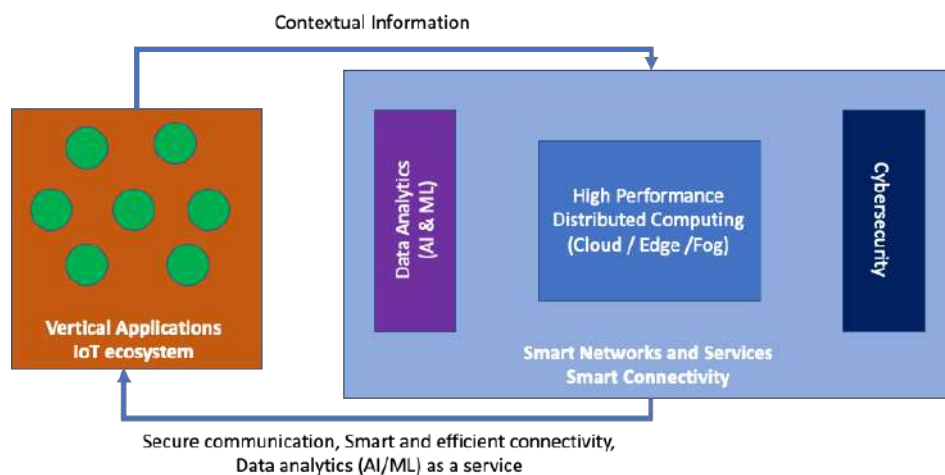 Contextual Information
Data Analytics
(AI & ML)
High Performance
Distributed Computing
(Cloud / Edge /Fog)
Cybersecurity
Vertical Applications
IoT ecosystem
Smart Networks and Services
Smart Connectivity
Secure communication, Smart and efficient connectivity,
Data analytics (AI/ML) as a service